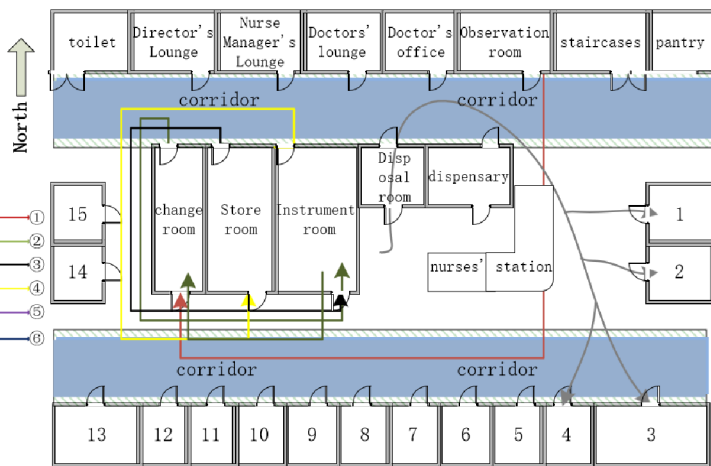 toilet
Director's
Lounge
Nurse
Manager's
Lounge
Doctors'
lounge
Doctor's
office
Observation
room
staircases
pantry
North
corridor
corridor
change
room
Store
room
Instrument
room
Disp
osal
room
dispensary
15
14
1
2
①
②
③
④
⑤
⑥
nurses'
station
corridor
corridor
13
12
11
10
9
8
7
6
5
4
3